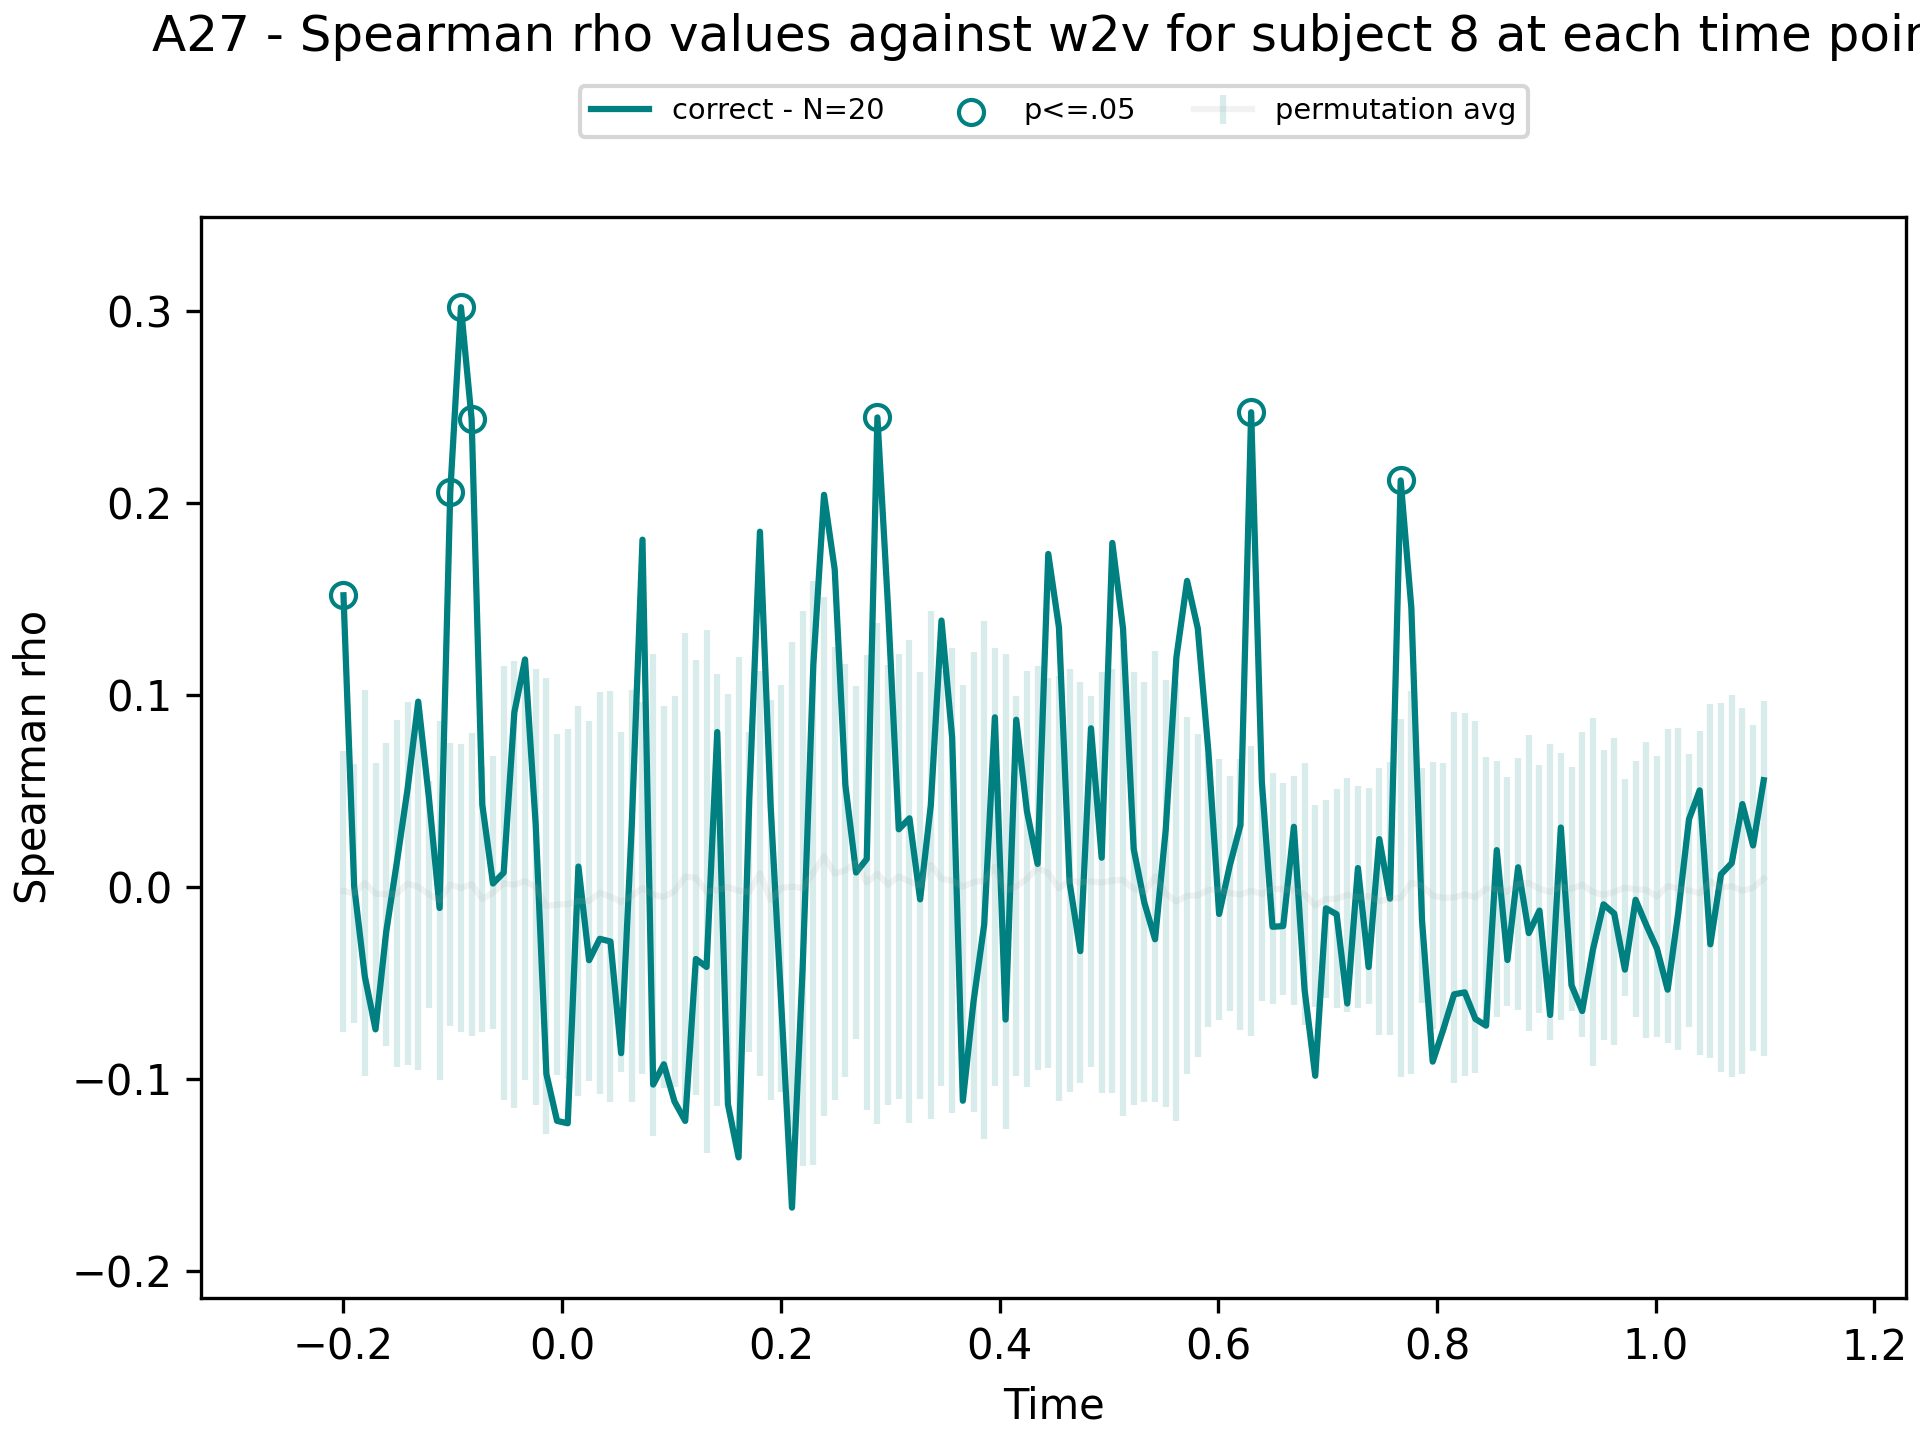 A27 - Spearman rho values against w2v for subject 8 at each time poin
correct - N=20 p<=.05 permutation avg
0.3
0.2
0.1
0.0
−0.1
−0.2
Spearman rho
−0.2 0.0 0.2 0.4 0.6 0.8 1.0 1.2
Time